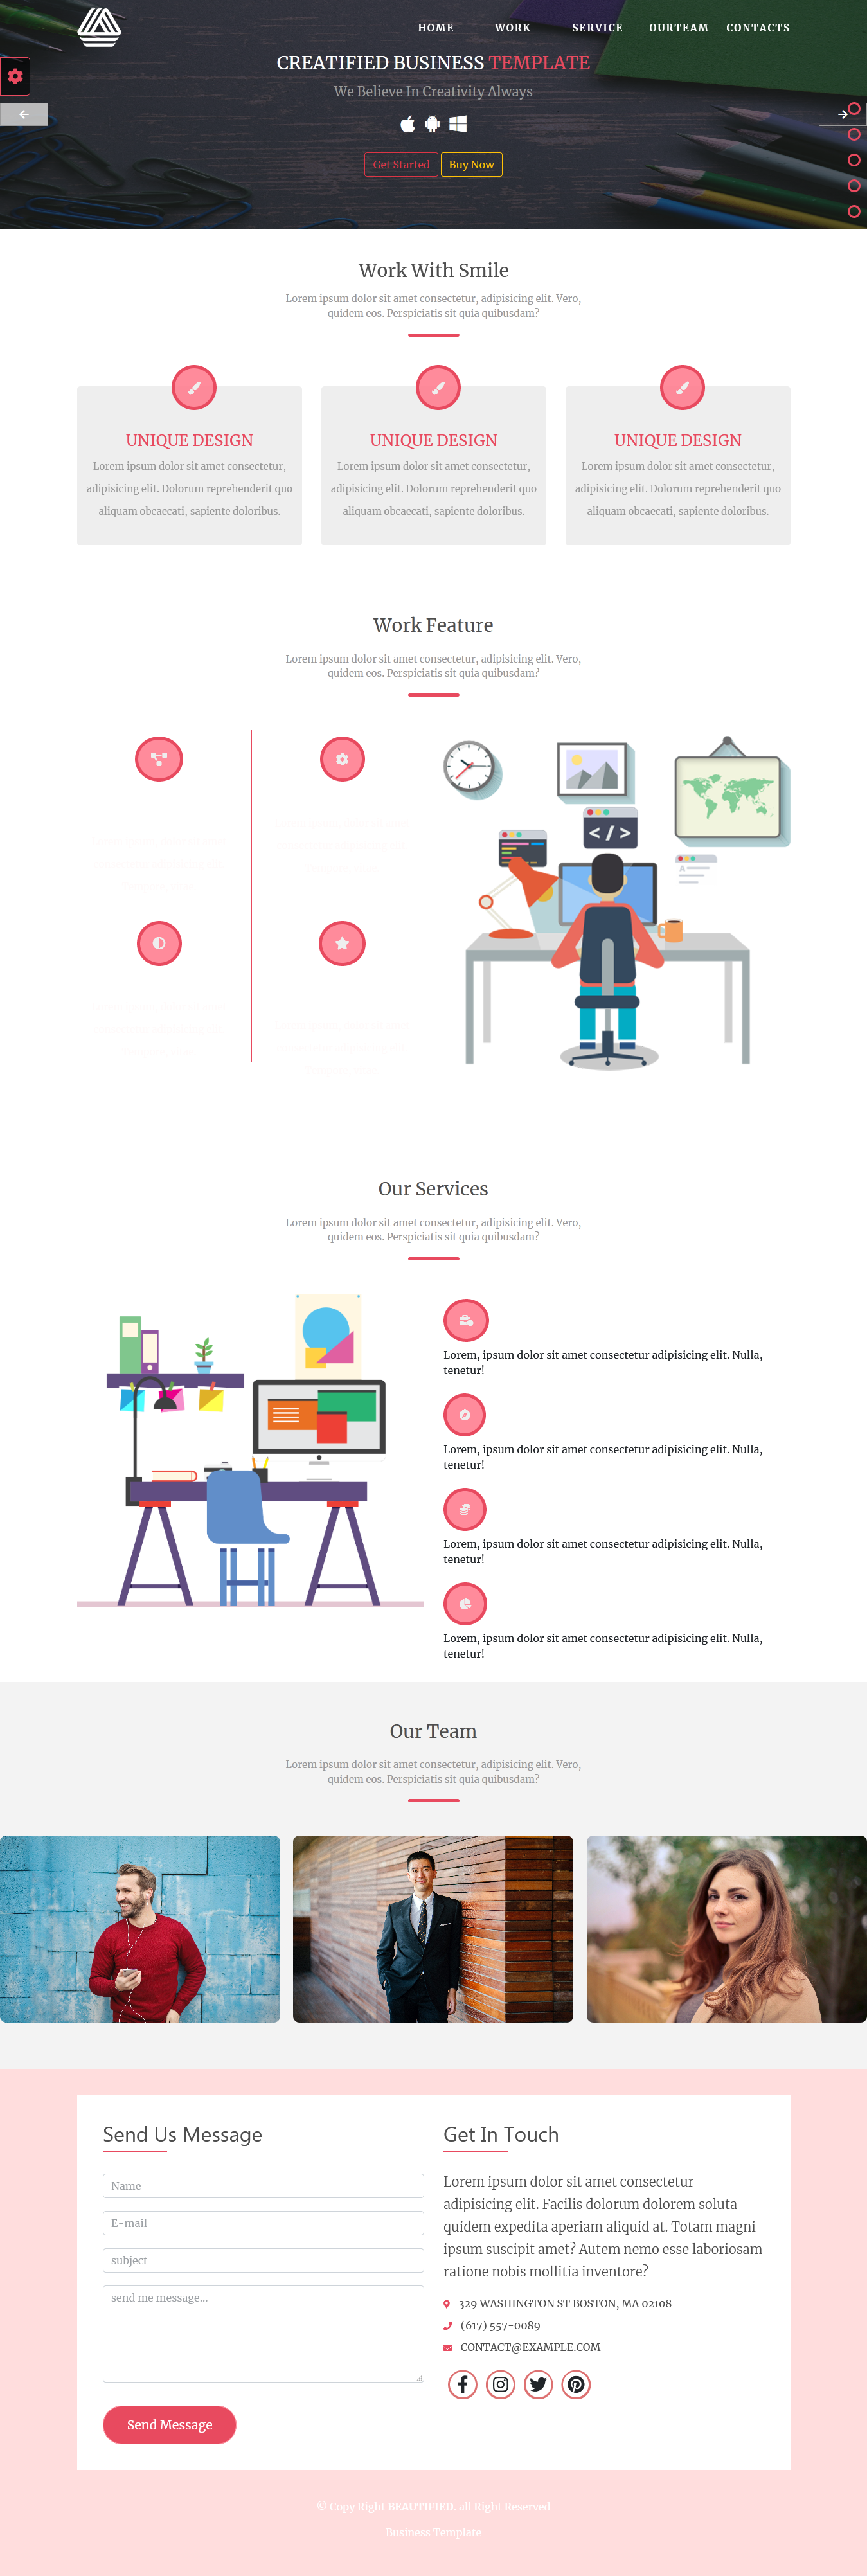 HOME WORK SERVICE OURTEAM CONTACTS
CREATIFIED BUSINESS TEMPLATE
We Believe In Creativity Always
Get Started Buy Now
Work With Smile
Lorem ipsum dolor sit amet consectetur, adipisicing elit. Vero,
quidem eos. Perspiciatis sit quia quibusdam?
UNIQUE DESIGN
Lorem ipsum dolor sit amet consectetur,
adipisicing elit. Dolorum reprehenderit quo
aliquam obcaecati, sapiente doloribus.
UNIQUE DESIGN
Lorem ipsum dolor sit amet consectetur,
adipisicing elit. Dolorum reprehenderit quo
aliquam obcaecati, sapiente doloribus.
UNIQUE DESIGN
Lorem ipsum dolor sit amet consectetur,
adipisicing elit. Dolorum reprehenderit quo
aliquam obcaecati, sapiente doloribus.
Work Feature
Lorem ipsum dolor sit amet consectetur, adipisicing elit. Vero,
quidem eos. Perspiciatis sit quia quibusdam?
</>
A
Our Services
Lorem ipsum dolor sit amet consectetur, adipisicing elit. Vero,
quidem eos. Perspiciatis sit quia quibusdam?
Lorem, ipsum dolor sit amet consectetur adipisicing elit. Nulla,
tenetur!
Lorem, ipsum dolor sit amet consectetur adipisicing elit. Nulla,
tenetur!
Lorem, ipsum dolor sit amet consectetur adipisicing elit. Nulla,
tenetur!
Lorem, ipsum dolor sit amet consectetur adipisicing elit. Nulla,
tenetur!
Our Team
Lorem ipsum dolor sit amet consectetur, adipisicing elit. Vero,
quidem eos. Perspiciatis sit quia quibusdam?
Send Us Message
Name
E-mail
subject
send me message...
Send Message
Get In Touch
Lorem ipsum dolor sit amet consectetur
adipisicing elit. Facilis dolorum dolorem soluta
quidem expedita aperiam aliquid at. Totam magni
ipsum suscipit amet? Autem nemo esse laboriosam
ratione nobis mollitia inventore?
329 WASHINGTON ST BOSTON, MA 02108
(617) 557-0089
CONTACT@EXAMPLE.COM
© Copy Right BEAUTIFIED. all Right Reserved
Business Template